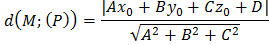 d(M; (P)) = |Ax₀ + By₀ + Cz₀ + D| / √(A² + B² + C²)